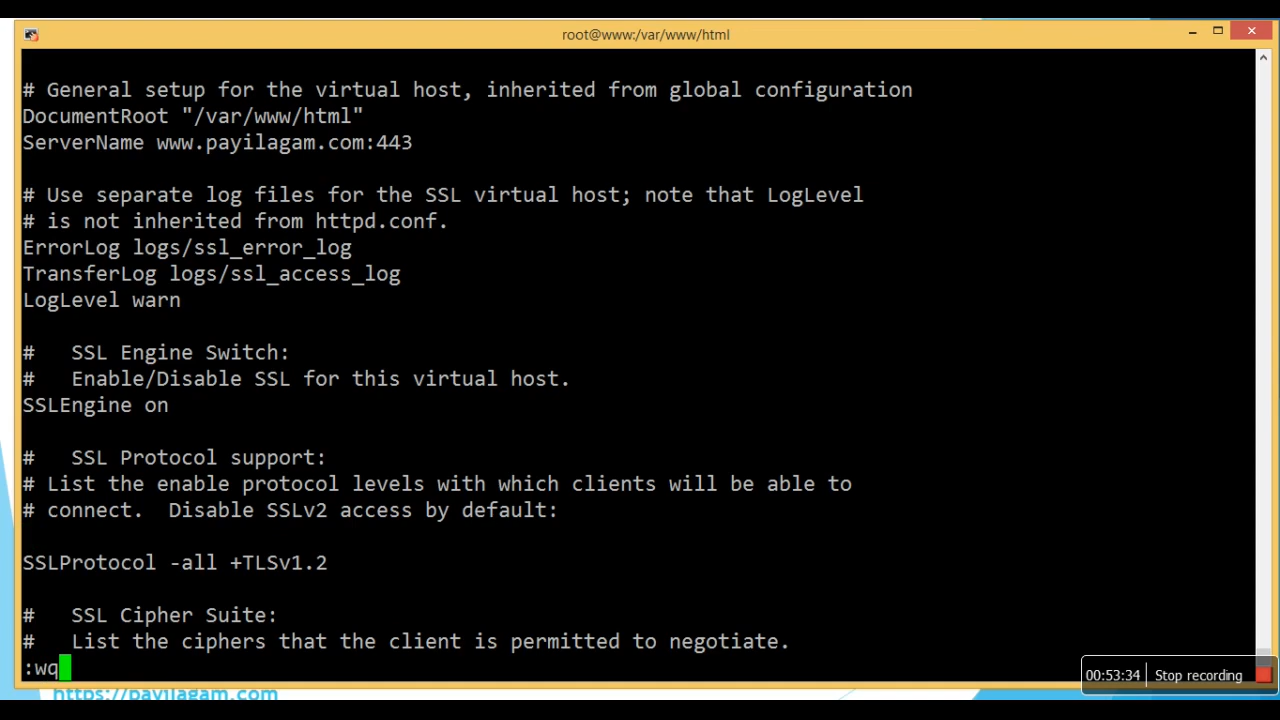 root@www:/var/www/html
# General setup for the virtual host, inherited from global configuration
DocumentRoot "/var/www/html"
ServerName www.payilagam.com:443
# Use separate log files for the SSL virtual host; note that LogLevel
# is not inherited from httpd.conf.
ErrorLog logs/ssl_error_log
TransferLog logs/ssl_access_log
LogLevel warn
#   SSL Engine Switch:
#   Enable/Disable SSL for this virtual host.
SSLEngine on
#   SSL Protocol support:
# List the enable protocol levels with which clients will be able to
# connect.  Disable SSLv2 access by default:
SSLProtocol -all +TLSv1.2
#   SSL Cipher Suite:
#   List the ciphers that the client is permitted to negotiate.
:wq
00:53:34 Stop recording
https://payilagam.com